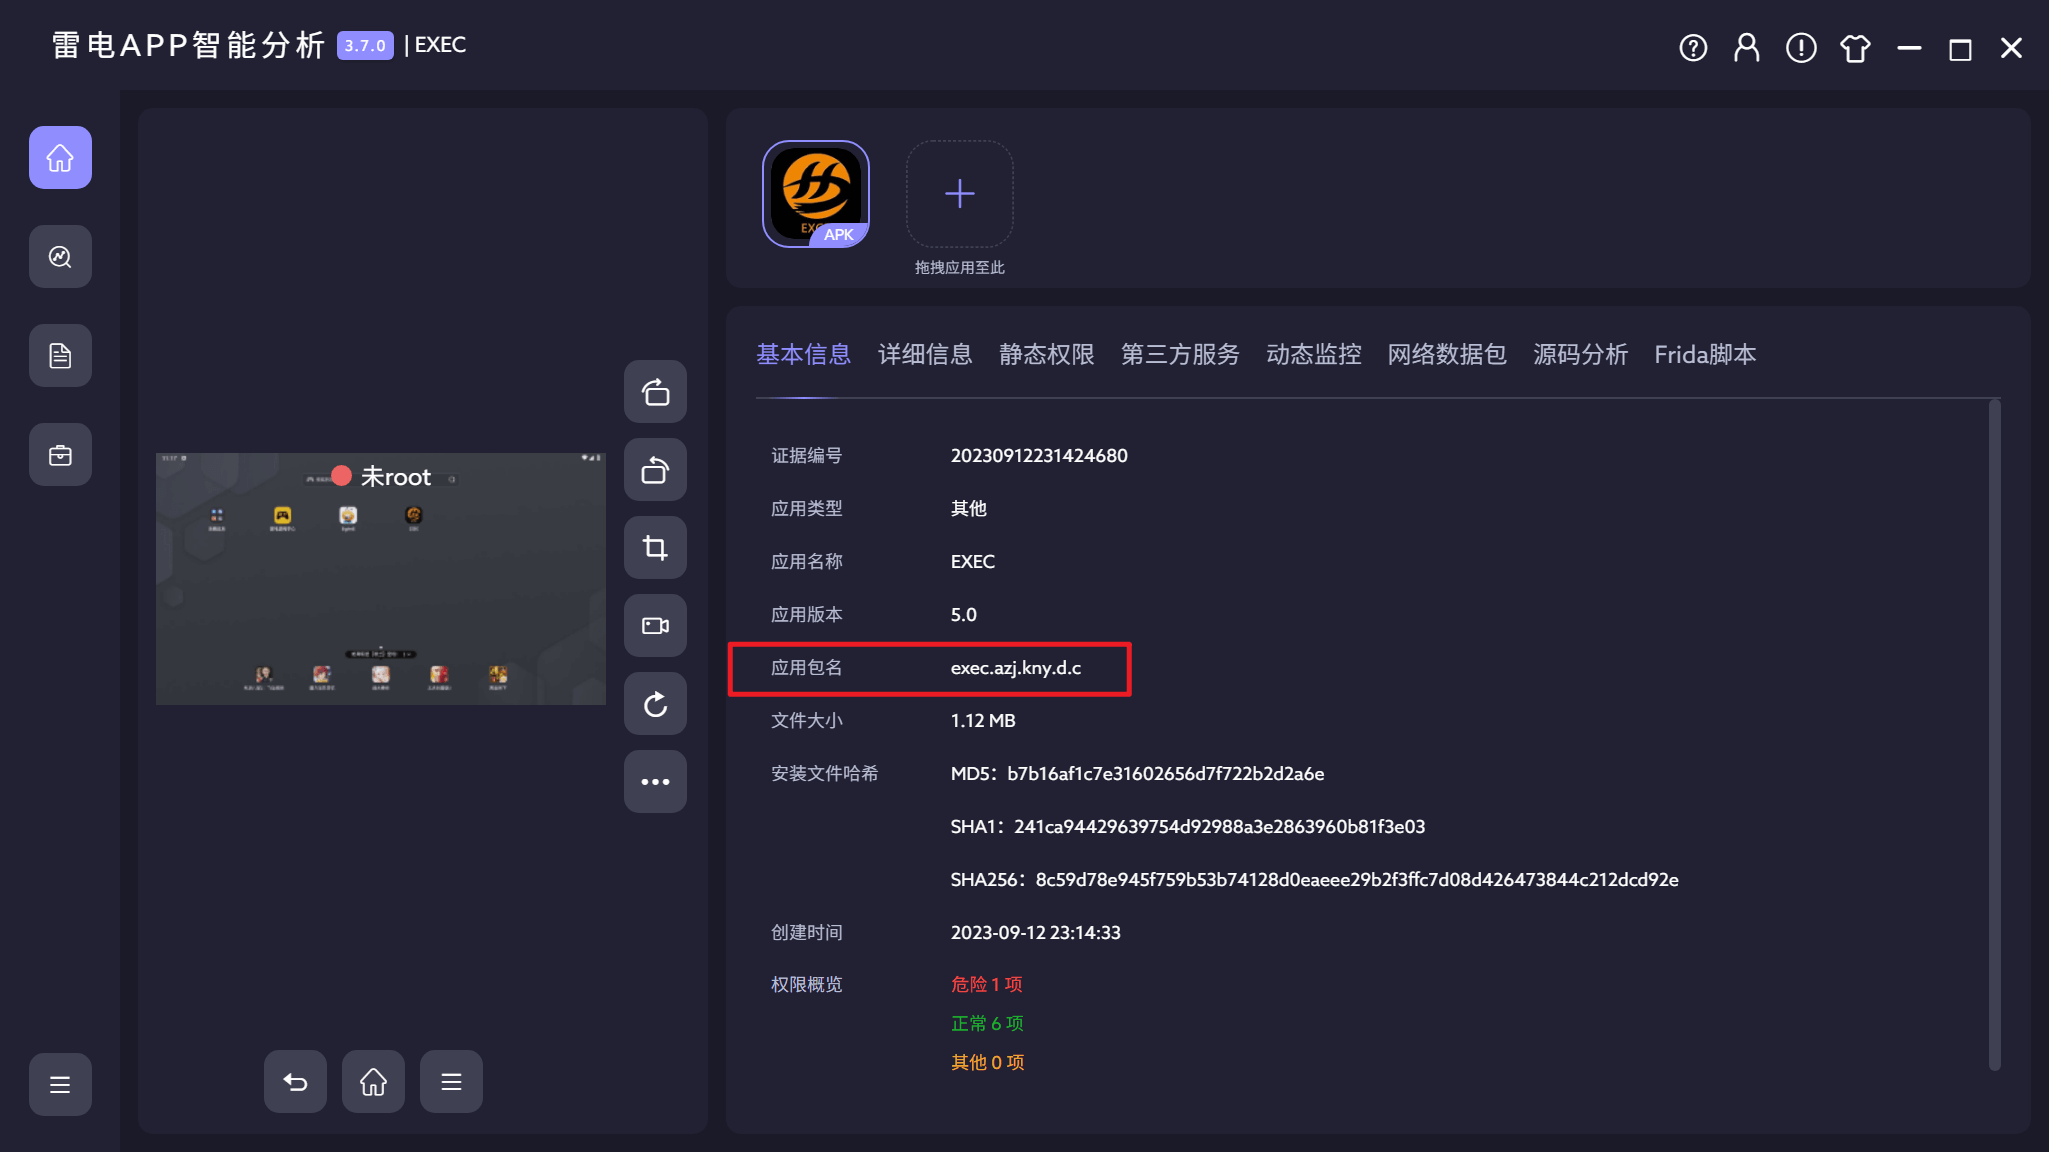 雷电APP智能分析 3.7.0 | EXEC
APK
拖拽应用至此
未root
基本信息 详细信息 静态权限 第三方服务 动态监控 网络数据包 源码分析 Frida脚本
证据编号 20230912231424680
应用类型 其他
应用名称 EXEC
应用版本 5.0
应用包名 exec.azj.kny.d.c
文件大小 1.12 MB
安装文件哈希 MD5：b7b16af1c7e31602656d7f722b2d2a6e
SHA1：241ca94429639754d92988a3e2863960b81f3e03
SHA256：8c59d78e945f759b53b74128d0eaeee29b2f3ffc7d08d426473844c212dcd92e
创建时间 2023-09-12 23:14:33
权限概览 危险 1 项
正常 6 项
其他 0 项